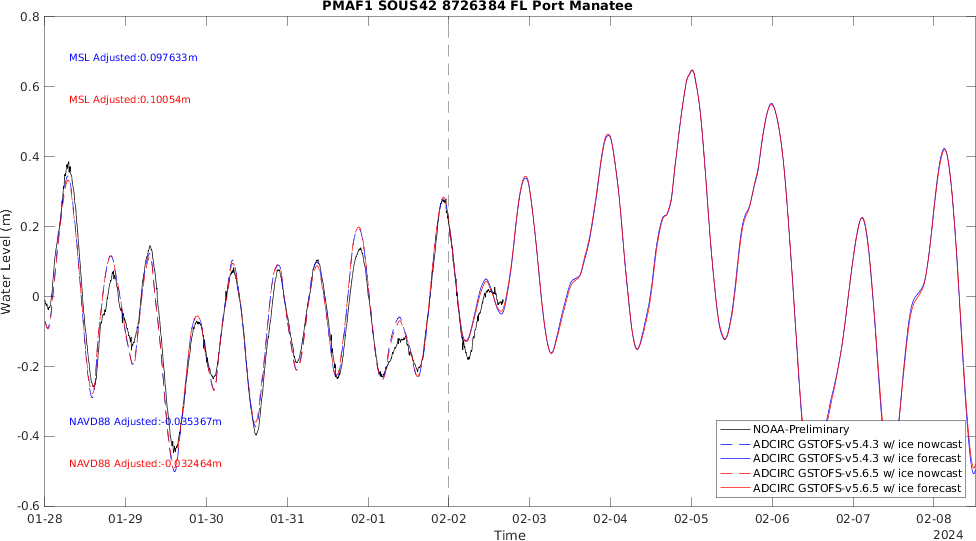 PMAF1 SOUS42 8726384 FL Port Manatee
0.8
MSL Adjusted:0.097633m
0.6
MSL Adjusted:0.10054m
0.4
0.2
Water Level (m)
0
-0.2
NAVD88 Adjusted:-0.035367m
-0.4
NAVD88 Adjusted:-0.032464m
-0.6
NOAA-Preliminary
ADCIRC GSTOFS-v5.4.3 w/ ice nowcast
ADCIRC GSTOFS-v5.4.3 w/ ice forecast
ADCIRC GSTOFS-v5.6.5 w/ ice nowcast
ADCIRC GSTOFS-v5.6.5 w/ ice forecast
01-28 01-29 01-30 01-31 02-01 02-02 02-03 02-04 02-05 02-06 02-07 02-08
Time
2024